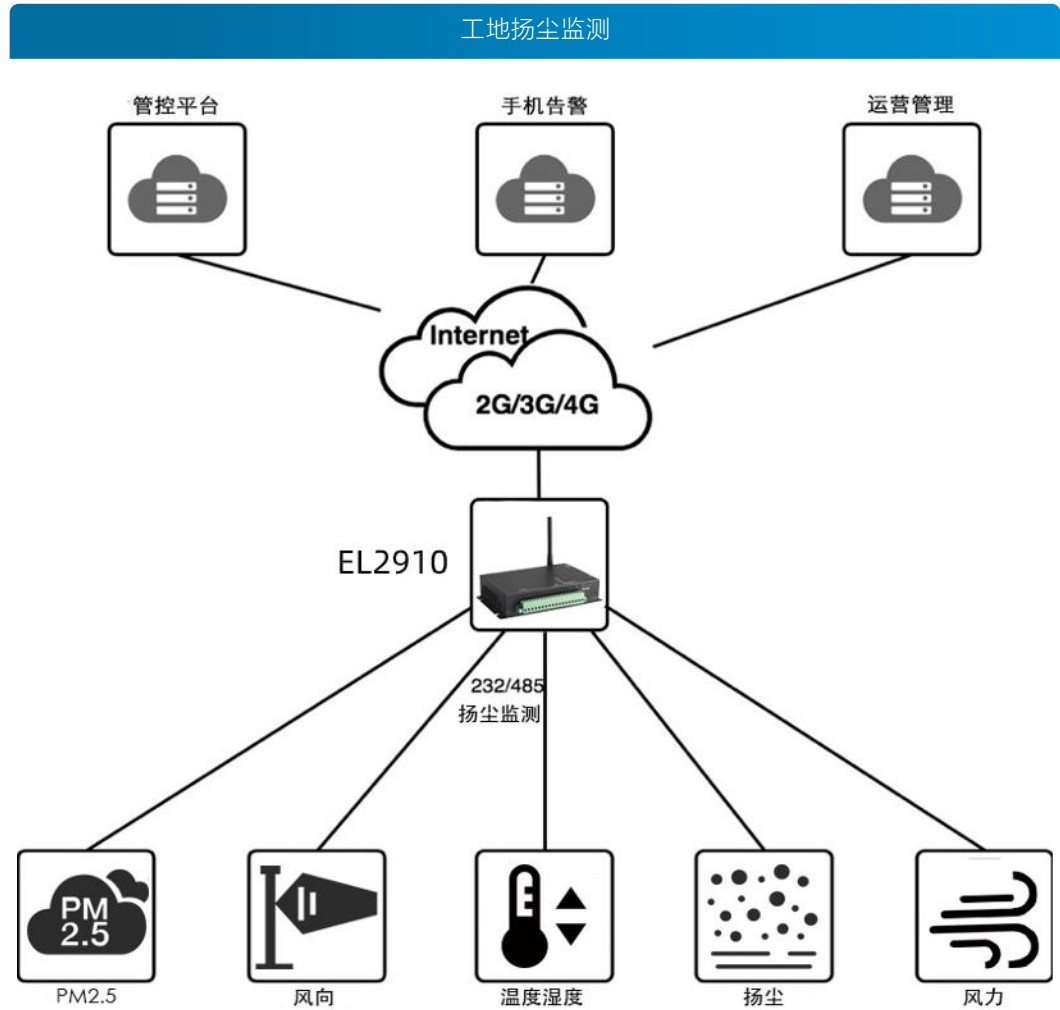 工地扬尘监测
管控平台
手机告警
运营管理
Internet
2G/3G/4G
EL2910
232/485
扬尘监测
PM
2.5
PM2.5
风向
温度湿度
扬尘
风力